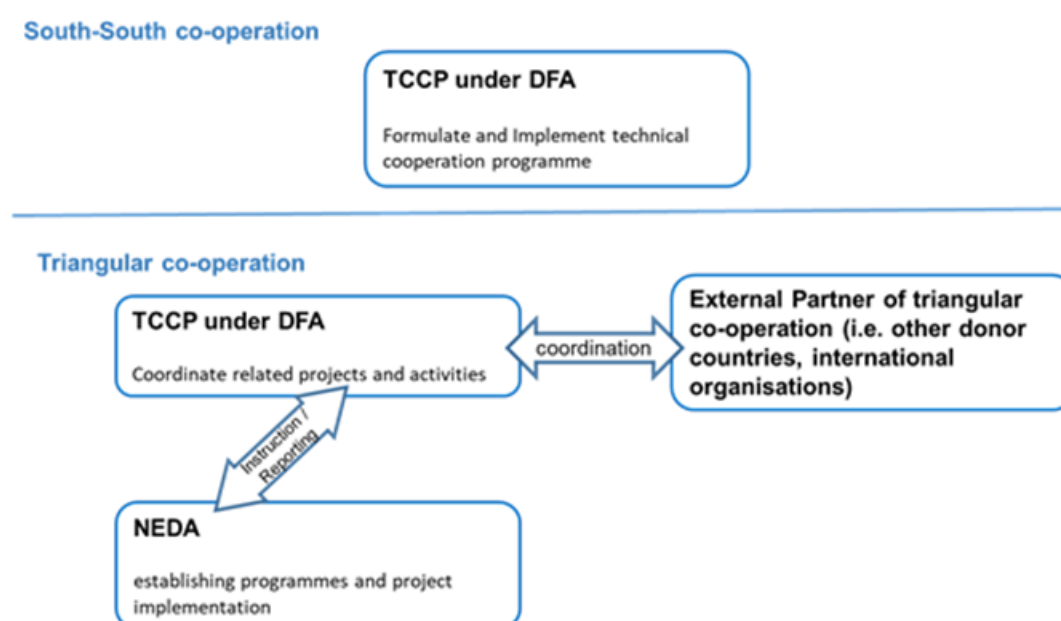 South-South co-operation
TCCP under DFA
Formulate and Implement technical
cooperation programme
Triangular co-operation
TCCP under DFA
Coordinate related projects and activities
coordination
External Partner of triangular
co-operation (i.e. other donor
countries, international
organisations)
Instruction /
Reporting
NEDA
establishing programmes and project
implementation